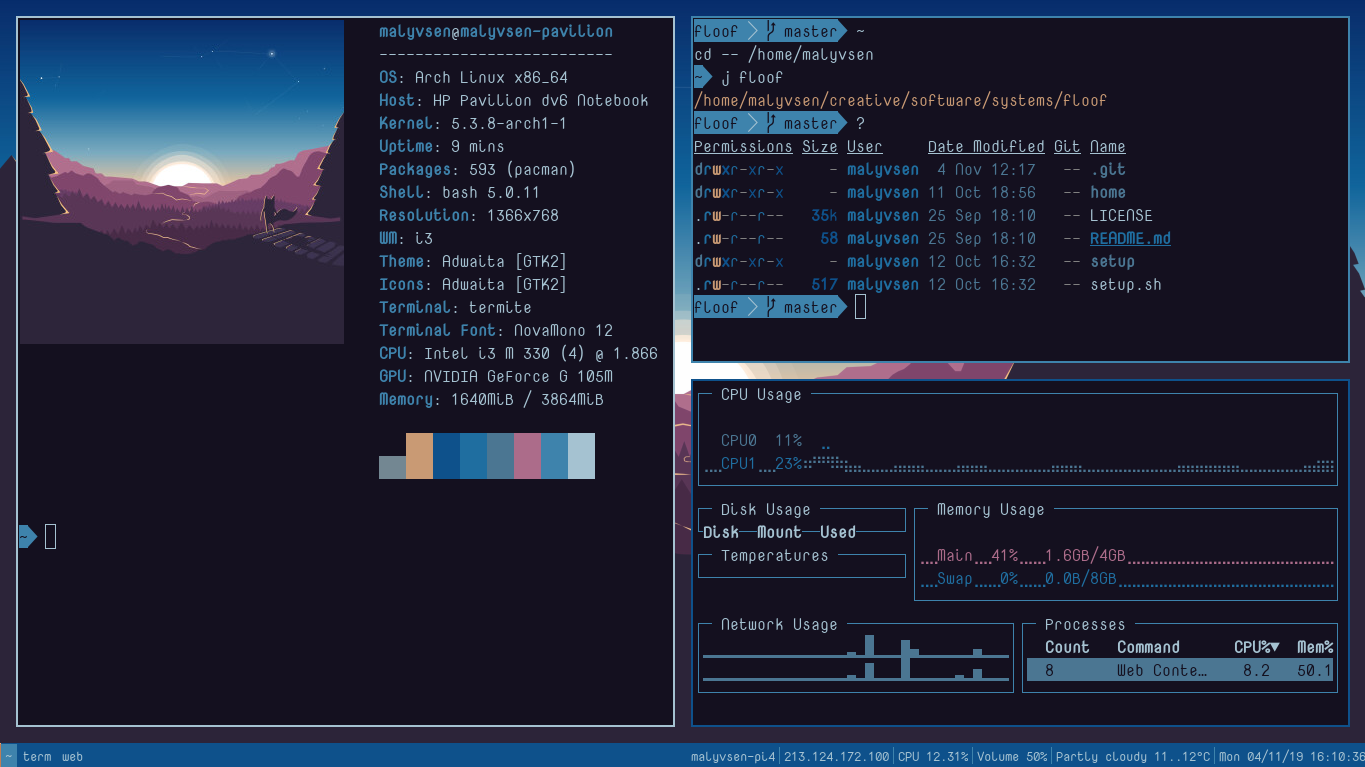 malyvsen@malyvsen-pavilion
--------------------------
OS: Arch Linux x86_64
Host: HP Pavilion dv6 Notebook
Kernel: 5.3.8-arch1-1
Uptime: 9 mins
Packages: 593 (pacman)
Shell: bash 5.0.11
Resolution: 1366x768
WM: i3
Theme: Adwaita [GTK2]
Icons: Adwaita [GTK2]
Terminal: termite
Terminal Font: NovaMono 12
CPU: Intel i3 M 330 (4) @ 1.866
GPU: NVIDIA GeForce G 105M
Memory: 1640MiB / 3864MiB
~
floof master ~
cd -- /home/malyvsen
~ j floof
/home/malyvsen/creative/software/systems/floof
floof master ?
Permissions Size User Date Modified Git Name
drwxr-xr-x - malyvsen 4 Nov 12:17 -- .git
drwxr-xr-x - malyvsen 11 Oct 18:56 -- home
.rw-r--r-- 35k malyvsen 25 Sep 18:10 -- LICENSE
.rw-r--r-- 58 malyvsen 25 Sep 18:10 -- README.md
drwxr-xr-x - malyvsen 12 Oct 16:32 -- setup
.rw-r--r-- 517 malyvsen 12 Oct 16:32 -- setup.sh
floof master
CPU Usage
CPU0 11%
CPU1 23%
Disk Usage
Disk Mount Used
Temperatures
Memory Usage
Main 41% 1.6GB/4GB
Swap 0% 0.0B/8GB
Network Usage
Processes
Count Command CPU%▼ Mem%
8 Web Conte… 8.2 50.1
~ term web
malyvsen-pi4 | 213.124.172.100 | CPU 12.31% | Volume 50% | Partly cloudy 11..12°C | Mon 04/11/19 16:10:36